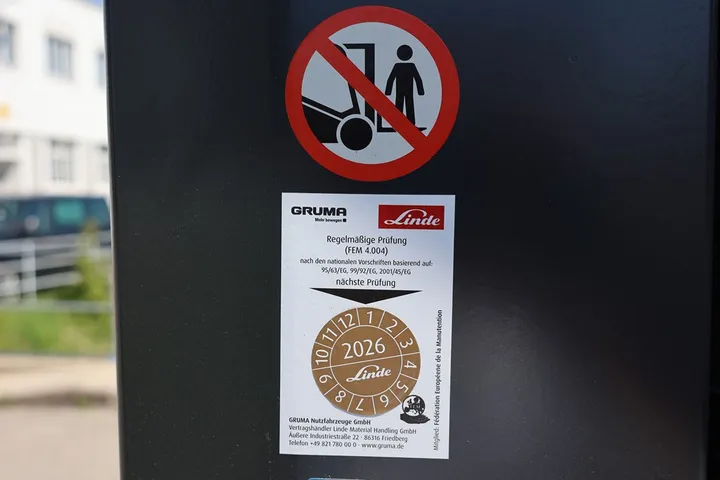 GRUMA
Mehr bewegen
Linde
Regelmäßige Prüfung
(FEM 4.004)
nach den nationalen Vorschriften basierend auf:
95/63/EG, 99/92/EG, 2001/45/EG
nächste Prüfung
1 2 3 4 5 6 7 8 9 10 11 12
2026
Linde
FEM
GRUMA Nutzfahrzeuge GmbH
Vertragshändler Linde Material Handling GmbH
Äußere Industriestraße 22 · 86316 Friedberg
Telefon +49 821 780 00 0 · www.gruma.de
Mitglied: Fédération Européene de la Manutention